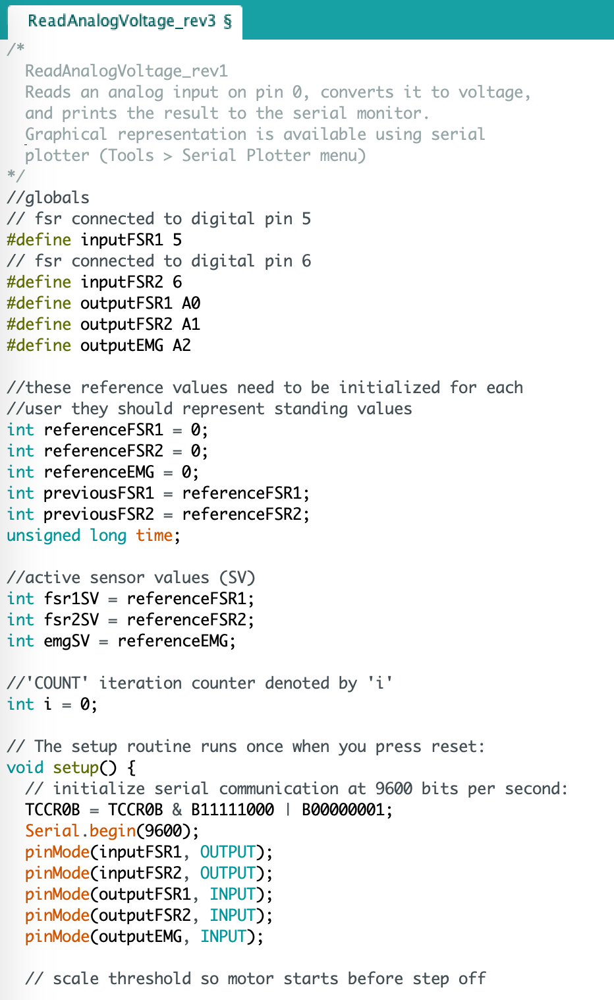 ReadAnalogVoltage_rev3 §
/*
  ReadAnalogVoltage_rev1
  Reads an analog input on pin 0, converts it to voltage,
  and prints the result to the serial monitor.
  Graphical representation is available using serial
  plotter (Tools > Serial Plotter menu)
*/
//globals
// fsr connected to digital pin 5
#define inputFSR1 5
// fsr connected to digital pin 6
#define inputFSR2 6
#define outputFSR1 A0
#define outputFSR2 A1
#define outputEMG A2

//these reference values need to be initialized for each
//user they should represent standing values
int referenceFSR1 = 0;
int referenceFSR2 = 0;
int referenceEMG = 0;
int previousFSR1 = referenceFSR1;
int previousFSR2 = referenceFSR2;
unsigned long time;

//active sensor values (SV)
int fsr1SV = referenceFSR1;
int fsr2SV = referenceFSR2;
int emgSV = referenceEMG;

//'COUNT' iteration counter denoted by 'i'
int i = 0;

// The setup routine runs once when you press reset:
void setup() {
  // initialize serial communication at 9600 bits per second:
  TCCR0B = TCCR0B & B11111000 | B00000001;
  Serial.begin(9600);
  pinMode(inputFSR1, OUTPUT);
  pinMode(inputFSR2, OUTPUT);
  pinMode(outputFSR1, INPUT);
  pinMode(outputFSR2, INPUT);
  pinMode(outputEMG, INPUT);

  // scale threshold so motor starts before step off